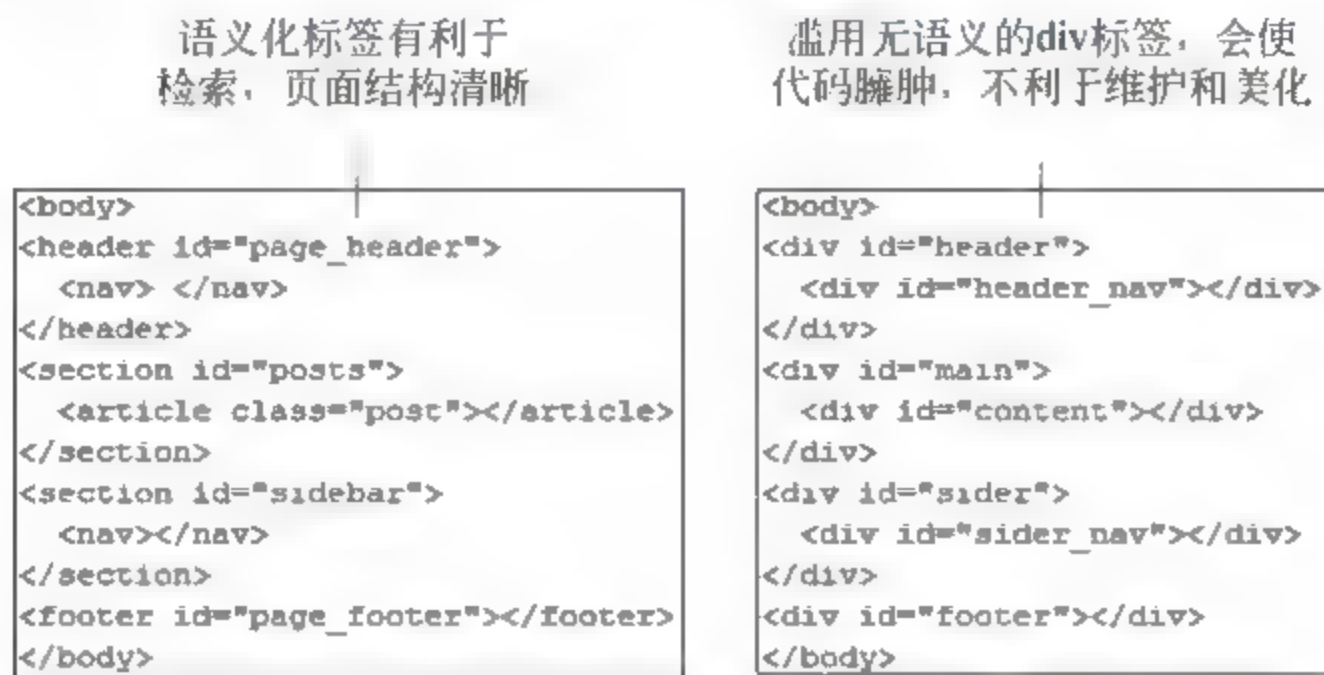 语义化标签有利于
检索，页面结构清晰
<body>
<header id="page_header">
  <nav> </nav>
</header>
<section id="posts">
  <article class="post"></article>
</section>
<section id="sidebar">
  <nav></nav>
</section>
<footer id="page_footer"></footer>
</body>
滥用无语义的div标签，会使
代码臃肿，不利于维护和美化
<body>
<div id="header">
  <div id="header_nav"></div>
</div>
<div id="main">
  <div id="content"></div>
</div>
<div id="sider">
  <div id="sider_nav"></div>
</div>
<div id="footer"></div>
</body>